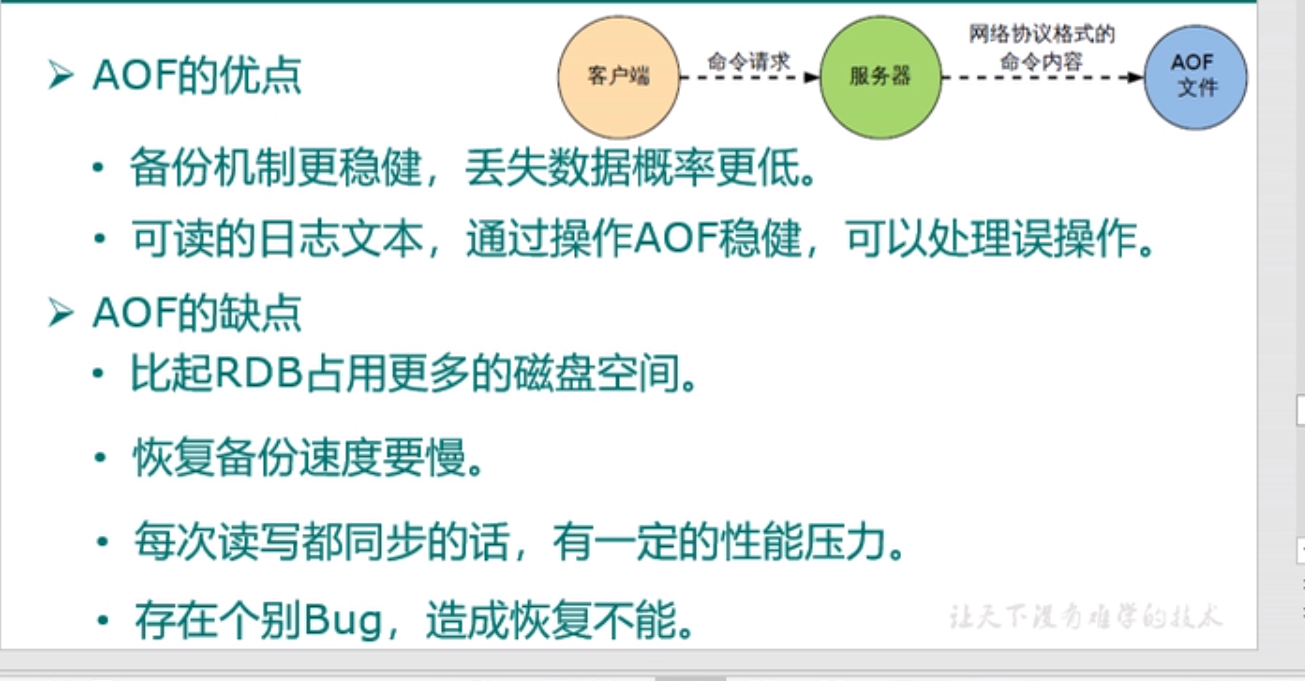 AOF的优点
客户端
命令请求
服务器
网络协议格式的
命令内容
AOF
文件
备份机制更稳健，丢失数据概率更低。
可读的日志文本，通过操作AOF稳健，可以处理误操作。
AOF的缺点
比起RDB占用更多的磁盘空间。
恢复备份速度要慢。
每次读写都同步的话，有一定的性能压力。
存在个别Bug，造成恢复不能。
让天下没有难学的技术